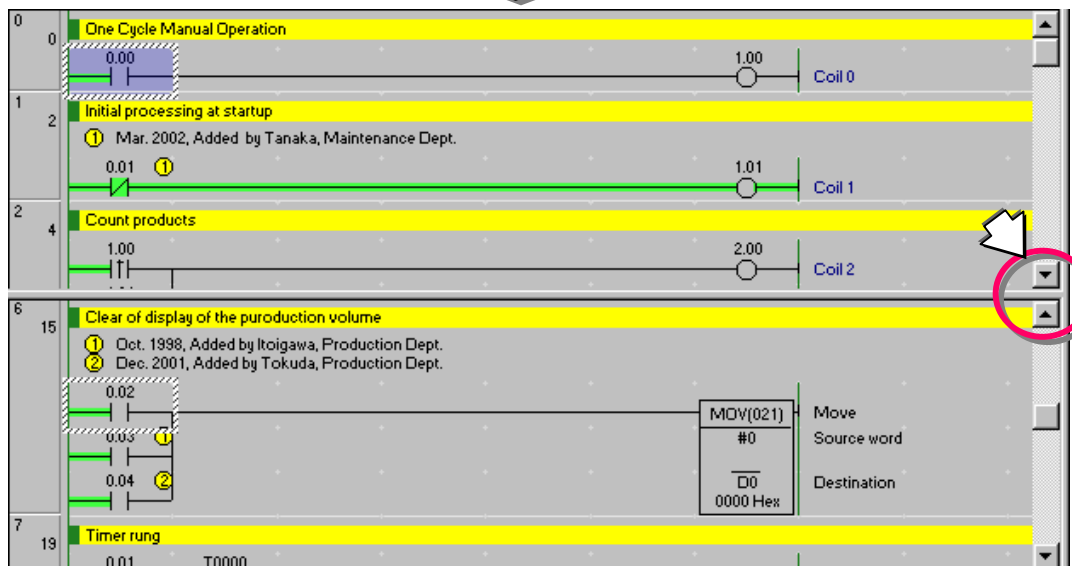 0
0
One Cycle Manual Operation
0.00
1.00
Coil 0
1
2
Initial processing at startup
1 Mar. 2002, Added by Tanaka, Maintenance Dept.
0.01 1
1.01
Coil 1
2
4
Count products
1.00
2.00
Coil 2
6
15
Clear of display of the puroduction volume
1 Oct. 1998, Added by Itoigawa, Production Dept.
2 Dec. 2001, Added by Tokuda, Production Dept.
0.02
MOV(021) Move
0.03 1
#0 Source word
0.04 2
D0 Destination
0000 Hex
7
19
Timer rung
0.01 T0000